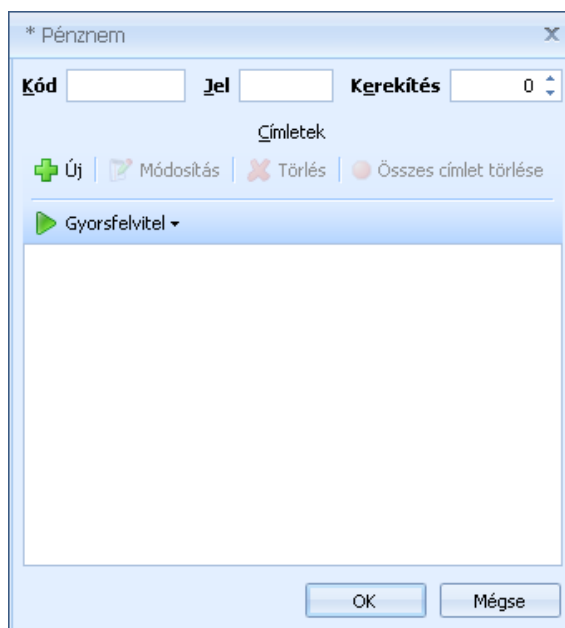 * Pénznem
Kód Jel Kerekítés 0
Címletek
Új Módosítás Törlés Összes címlet törlése
Gyorsfelvitel
OK Mégse